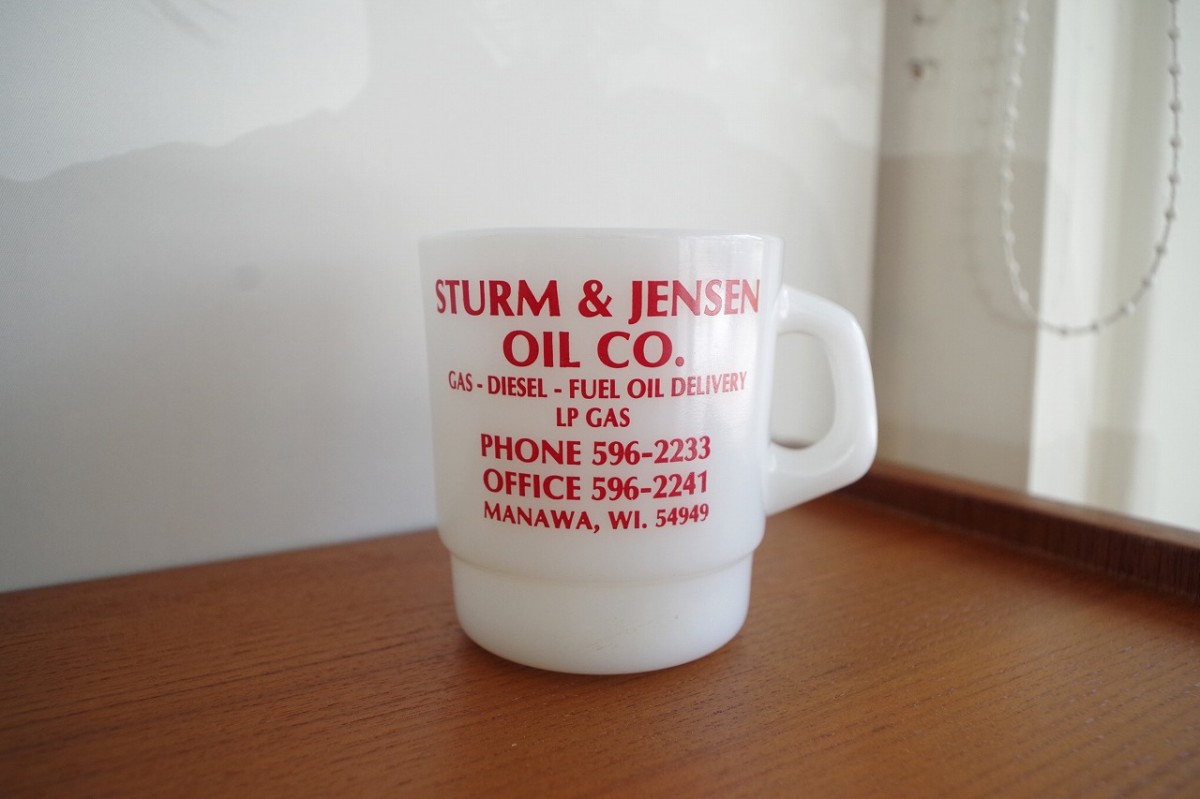 STURM & JENSEN
OIL CO.
GAS - DIESEL - FUEL OIL DELIVERY
LP GAS
PHONE 596-2233
OFFICE 596-2241
MANAWA, WI. 54949